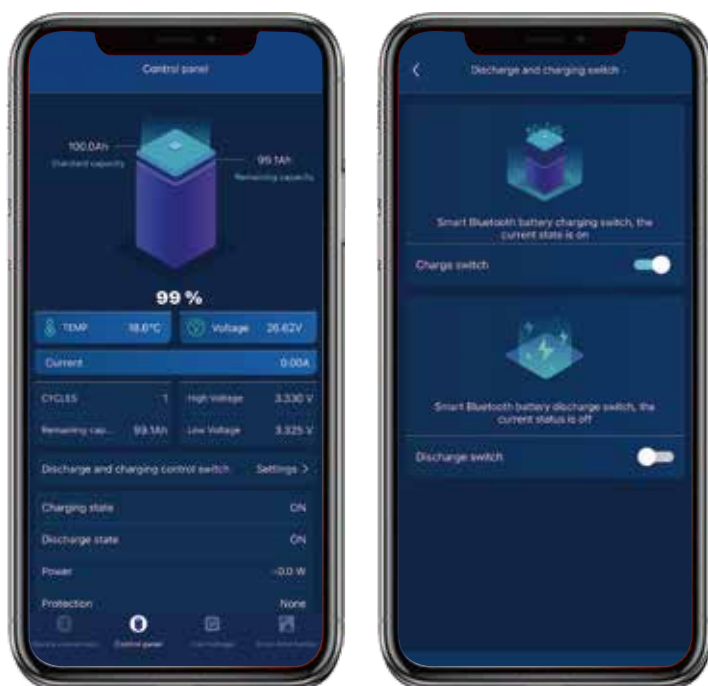 Control panel
100.0Ah
Standard capacity
99.1Ah
Remaining capacity
99 %
TEMP 18.6°C
Voltage 26.62V
Current 0.00A
CYCLES 1
High Voltage 3.330 V
Remaining cap... 99.1Ah
Low Voltage 3.325 V
Discharge and charging control switch Settings >
Charging state ON
Discharge state ON
Power -0.0 W
Protection None
Control panel
Discharge and charging switch
Smart Bluetooth battery charging switch, the
current state is on
Charge switch
Smart Bluetooth battery discharge switch, the
current status is off
Discharge switch